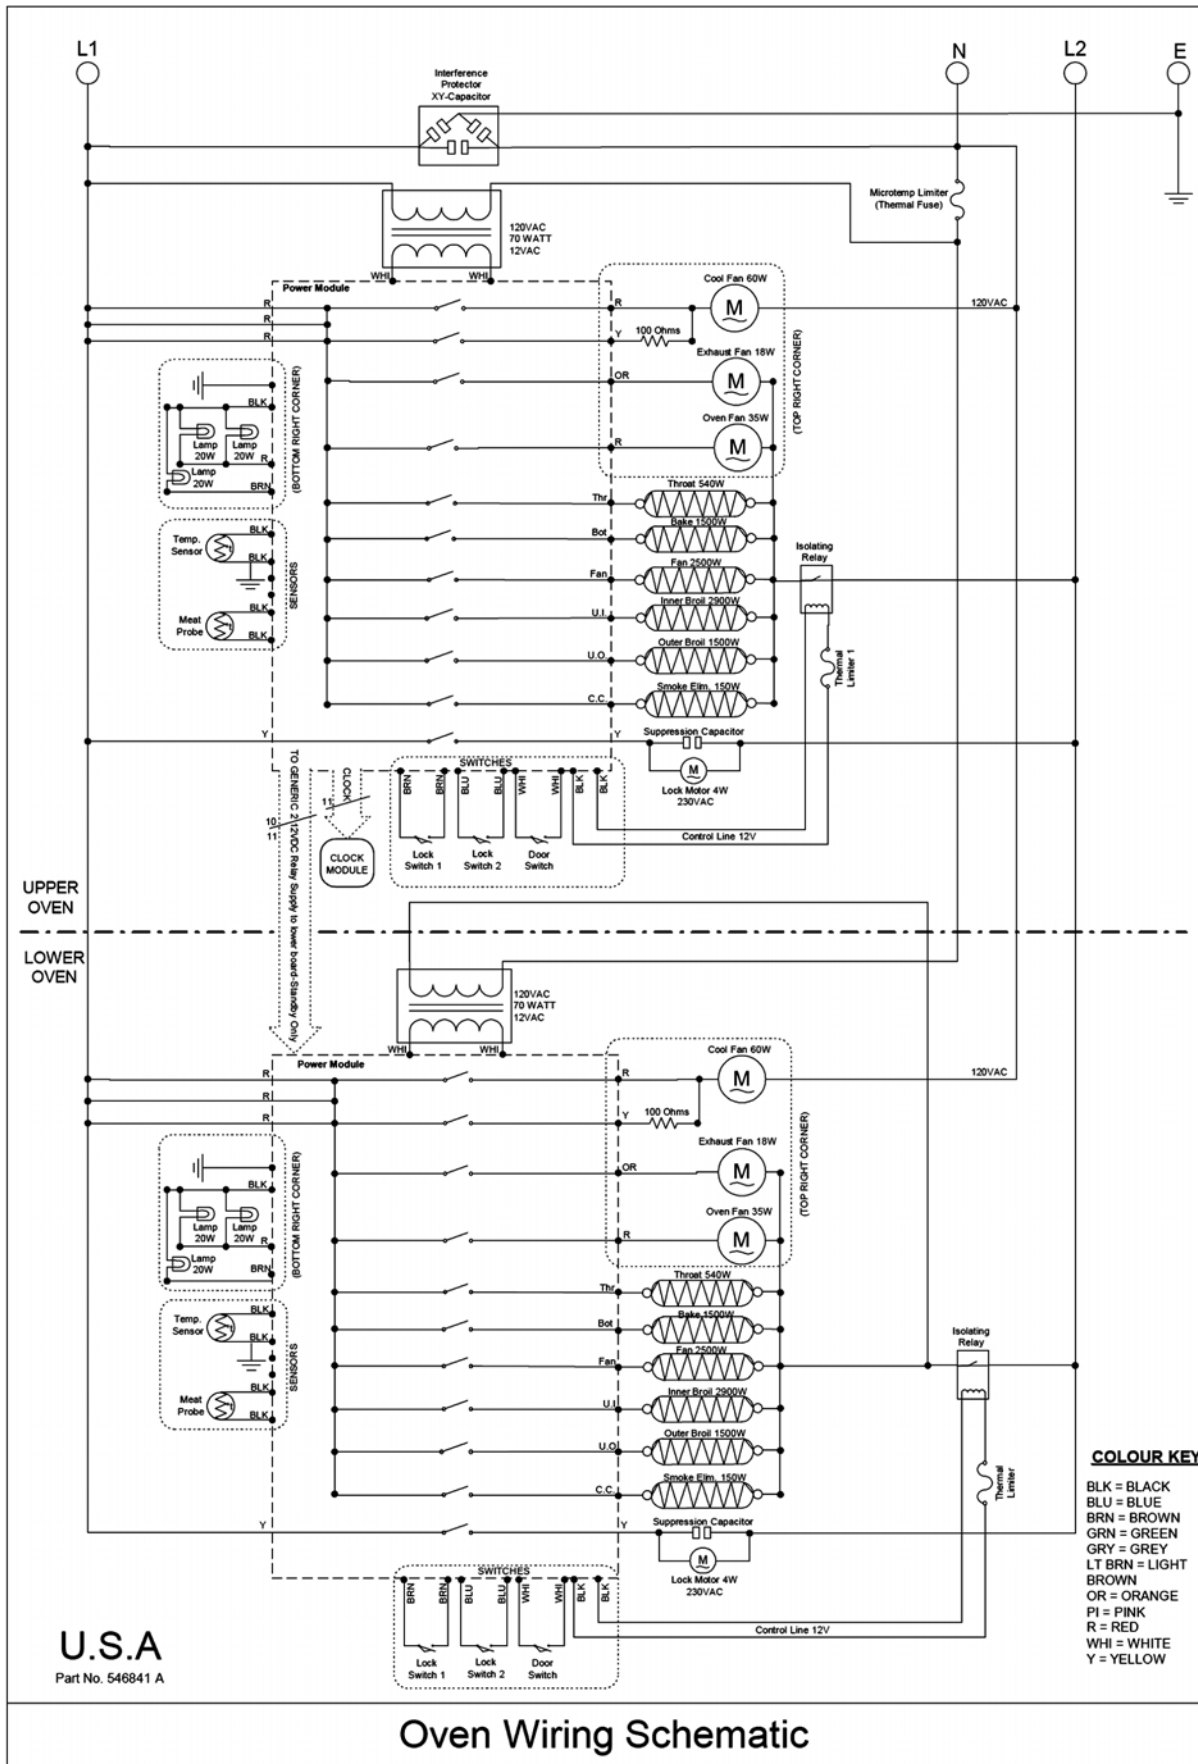 L1
N
L2
E
Interference
Protector
XY-Capacitor
Microtemp Limiter
(Thermal Fuse)
120VAC
70 WATT
12VAC
WHI
WHI
Power Module
Cool Fan 60W
R
R
120VAC
R
R
Y
100 Ohms
Exhaust Fan 18W
OR
(TOP RIGHT CORNER)
(BOTTOM RIGHT CORNER)
BLK
Lamp
20W
Lamp
20W
R
Lamp
20W
BRN
Oven Fan 35W
R
Throat 540W
Thr
Bake 1500W
Bot
Temp.
Sensor
BLK
BLK
SENSORS
Fan 2500W
Fan
Isolating
Relay
Meat
Probe
BLK
BLK
Inner Broil 2900W
U.I.
Outer Broil 1500W
U.O.
Thermal
Limiter 1
Smoke Elm. 150W
C.C.
Y
Y
Suppression Capacitor
Lock Motor 4W
230VAC
SWITCHES
BRN
BRN
BLU
BLU
WHI
WHI
BLK
BLK
Control Line 12V
Lock
Switch 1
Lock
Switch 2
Door
Switch
TO GENERIC 2\12VDC Relay Supply to lower board-Standby Only
10
11
CLOCK
11
CLOCK
MODULE
UPPER
OVEN
LOWER
OVEN
120VAC
70 WATT
12VAC
WHI
WHI
Power Module
Cool Fan 60W
R
R
120VAC
R
R
Y
100 Ohms
Exhaust Fan 18W
OR
(TOP RIGHT CORNER)
(BOTTOM RIGHT CORNER)
BLK
Lamp
20W
Lamp
20W
R
Lamp
20W
BRN
Oven Fan 35W
R
Throat 540W
Thr
Bake 1500W
Bot
Temp.
Sensor
BLK
BLK
SENSORS
Fan 2500W
Fan
Isolating
Relay
Meat
Probe
BLK
BLK
Inner Broil 2900W
U.I
Outer Broil 1500W
U.O
Thermal
Limiter
Smoke Elm. 150W
C.C.
Y
Y
Suppression Capacitor
Lock Motor 4W
230VAC
SWITCHES
BRN
BRN
BLU
BLU
WHI
WHI
BLK
BLK
Control Line 12V
Lock
Switch 1
Lock
Switch 2
Door
Switch
COLOUR KEY
BLK = BLACK
BLU = BLUE
BRN = BROWN
GRN = GREEN
GRY = GREY
LT BRN = LIGHT
BROWN
OR = ORANGE
PI = PINK
R = RED
WHI = WHITE
Y = YELLOW
U.S.A
Part No. 546841 A
Oven Wiring Schematic